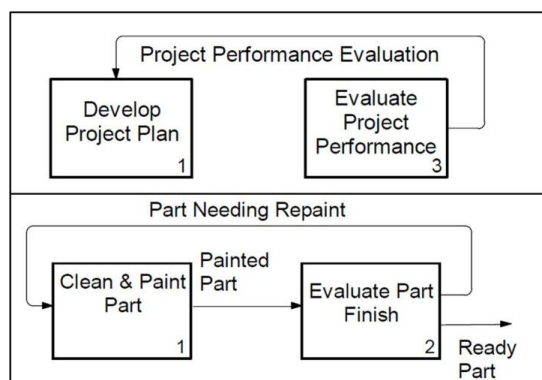 Project Performance Evaluation
Develop
Project Plan
1
Evaluate
Project
Performance
3
Part Needing Repaint
Clean & Paint
Part
1
Painted
Part
Evaluate Part
Finish
2
Ready
Part